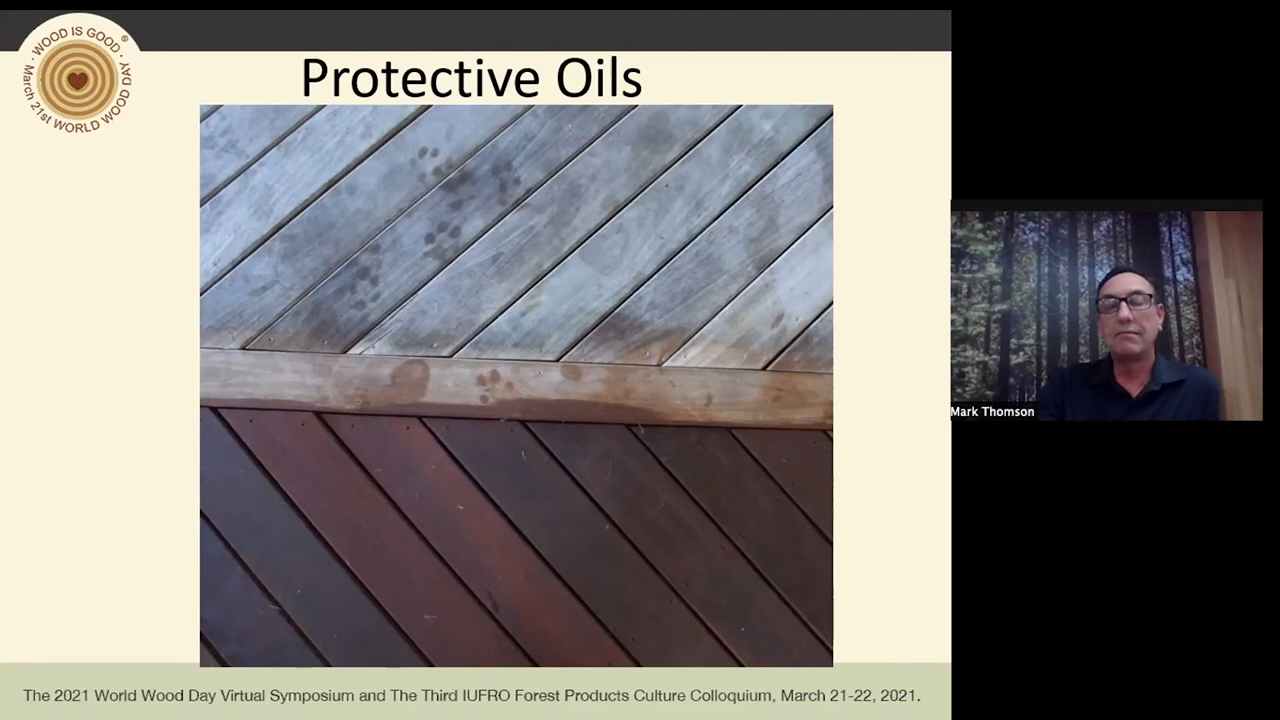 WOOD IS GOOD ®
March 21st WORLD WOOD DAY
Protective Oils
Mark Thomson
The 2021 World Wood Day Virtual Symposium and The Third IUFRO Forest Products Culture Colloquium, March 21-22, 2021.